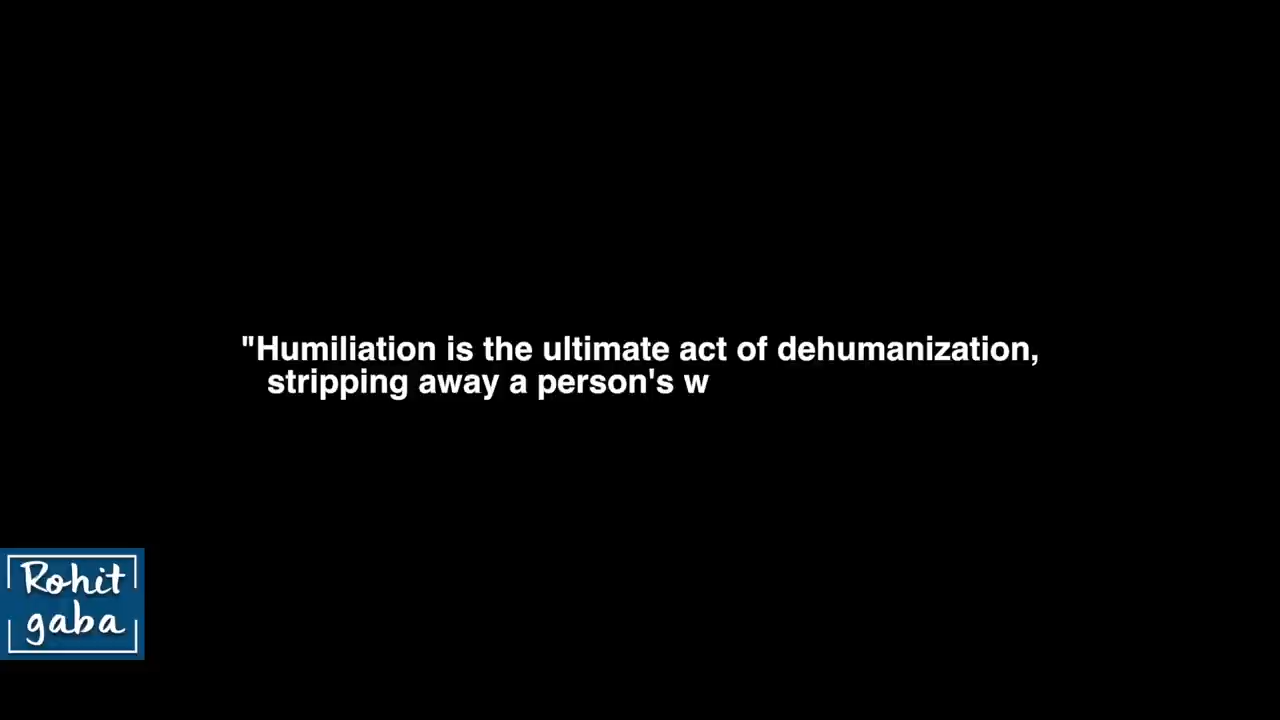 "Humiliation is the ultimate act of dehumanization,
stripping away a person's w
Rohit
gaba